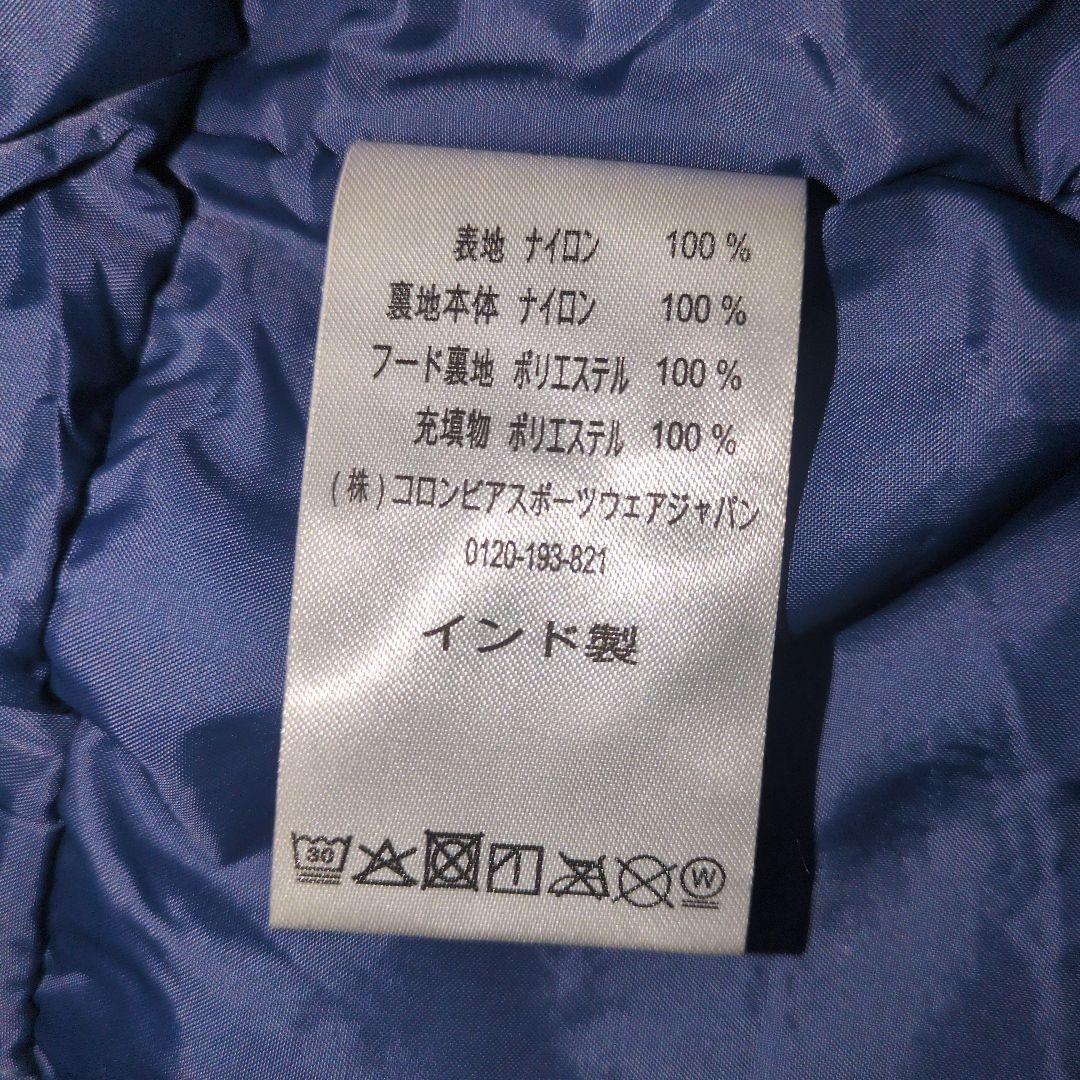 表地 ナイロン 100 %
裏地本体 ナイロン 100 %
フード裏地 ポリエステル 100 %
充填物 ポリエステル 100 %
(株)コロンビアスポーツウェアジャパン
0120-193-821
インド製
30
W